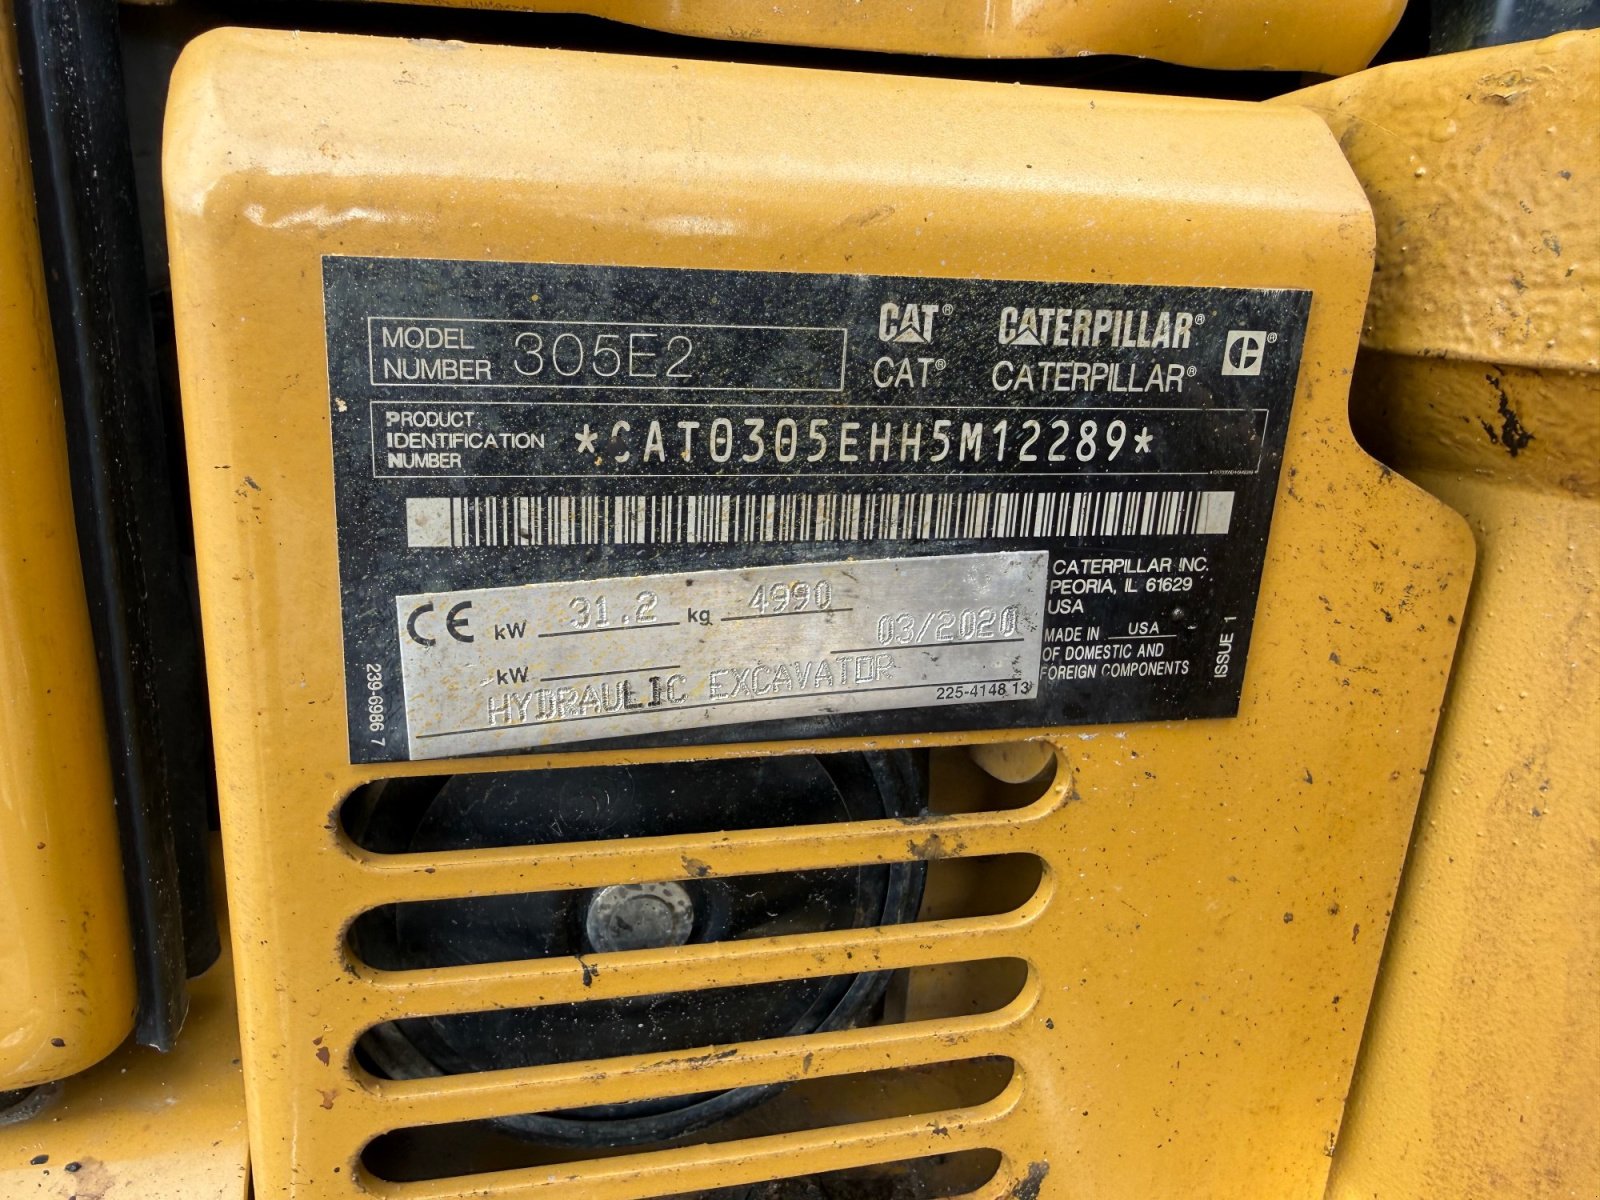 MODEL NUMBER 305E2
CAT® CATERPILLAR®
CAT® CATERPILLAR®
PRODUCT IDENTIFICATION NUMBER *CAT0305EHH5M12289*
CE kW 31.2 kg 4990
03/2020
kW
HYDRAULIC EXCAVATOR
225-4148 13
CATERPILLAR INC.
PEORIA, IL 61629
USA
MADE IN USA
OF DOMESTIC AND
FOREIGN COMPONENTS
ISSUE 1
239-6986 7